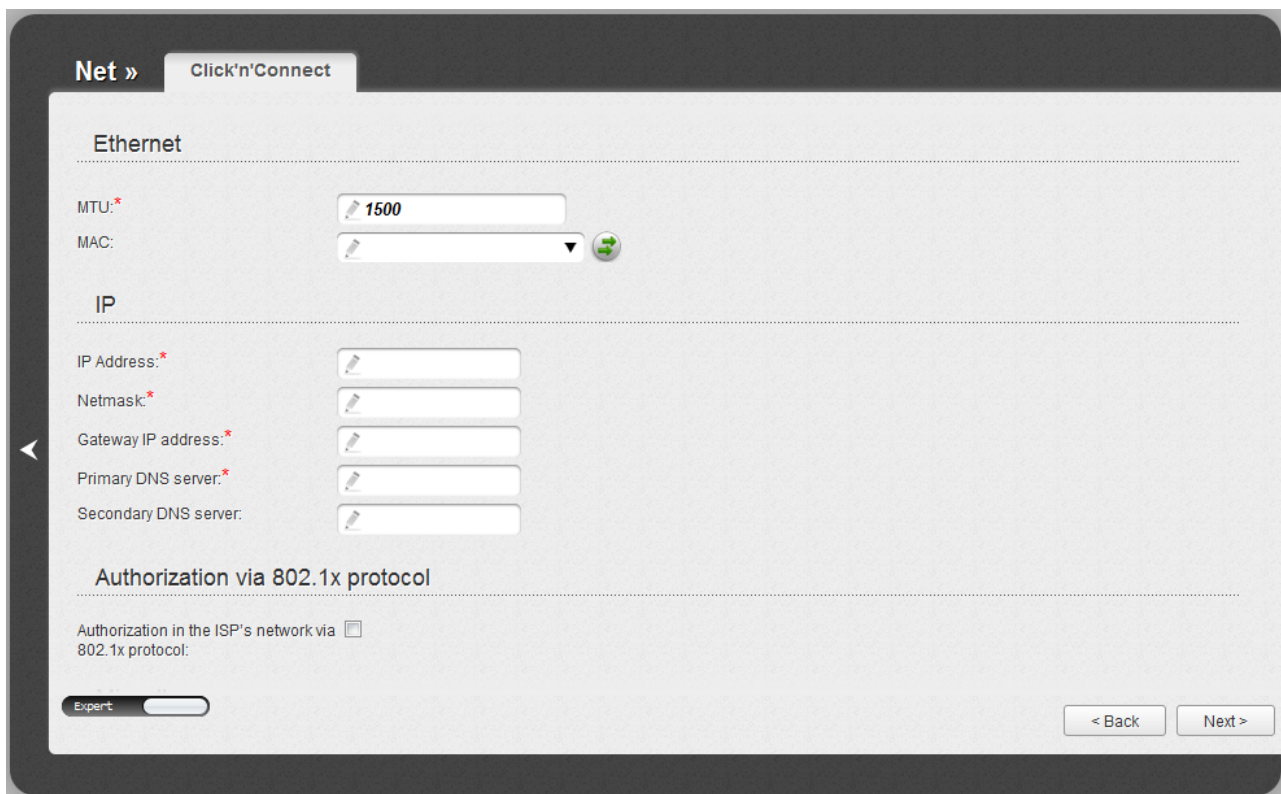 Net »
Click'n'Connect
Ethernet
MTU:*
1500
MAC:
IP
IP Address:*
Netmask:*
Gateway IP address:*
Primary DNS server:*
Secondary DNS server:
Authorization via 802.1x protocol
Authorization in the ISP's network via
802.1x protocol:
Expert
< Back
Next >